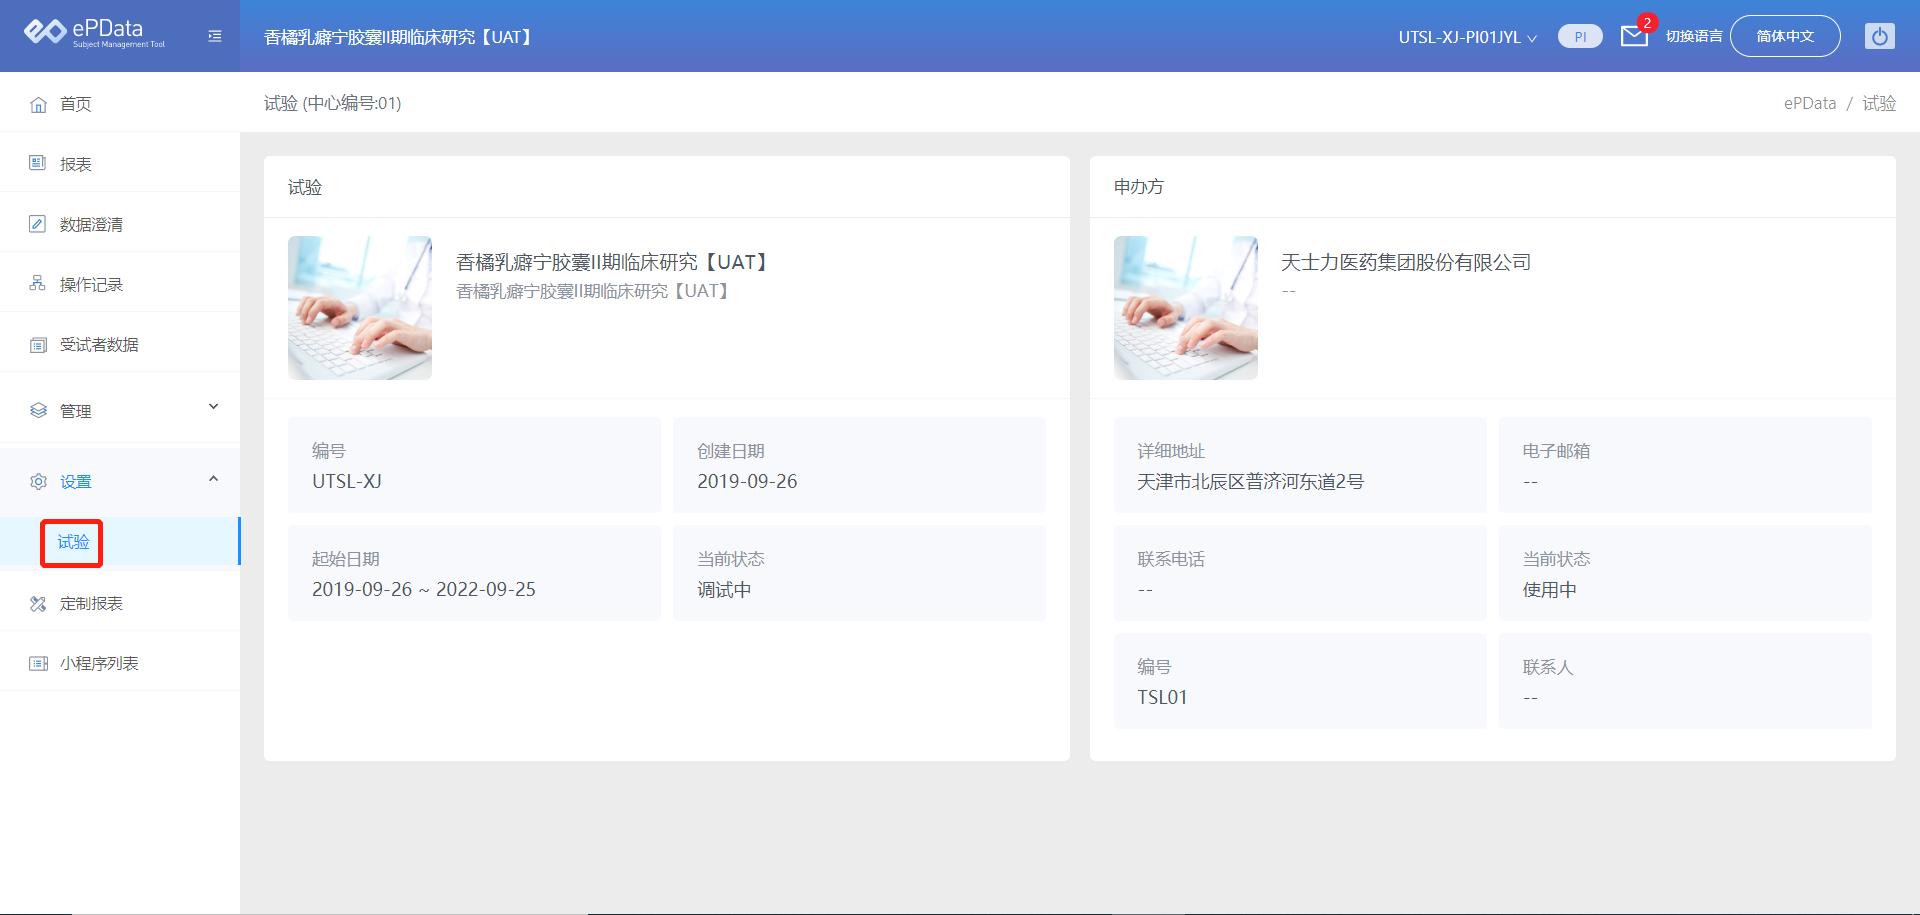 ePData
Subject Management Tool
香橘乳癖宁胶囊II期临床研究【UAT】
UTSL-XJ-PI01JYL
PI
2
切换语言
简体中文
首页
报表
数据澄清
操作记录
受试者数据
管理
设置
试验
定制报表
小程序列表
试验 (中心编号:01)
ePData / 试验
试验
香橘乳癖宁胶囊II期临床研究【UAT】
香橘乳癖宁胶囊II期临床研究【UAT】
编号
UTSL-XJ
创建日期
2019-09-26
起始日期
2019-09-26 ~ 2022-09-25
当前状态
调试中
申办方
天士力医药集团股份有限公司
--
详细地址
天津市北辰区普济河东道2号
电子邮箱
--
联系电话
--
当前状态
使用中
编号
TSL01
联系人
--